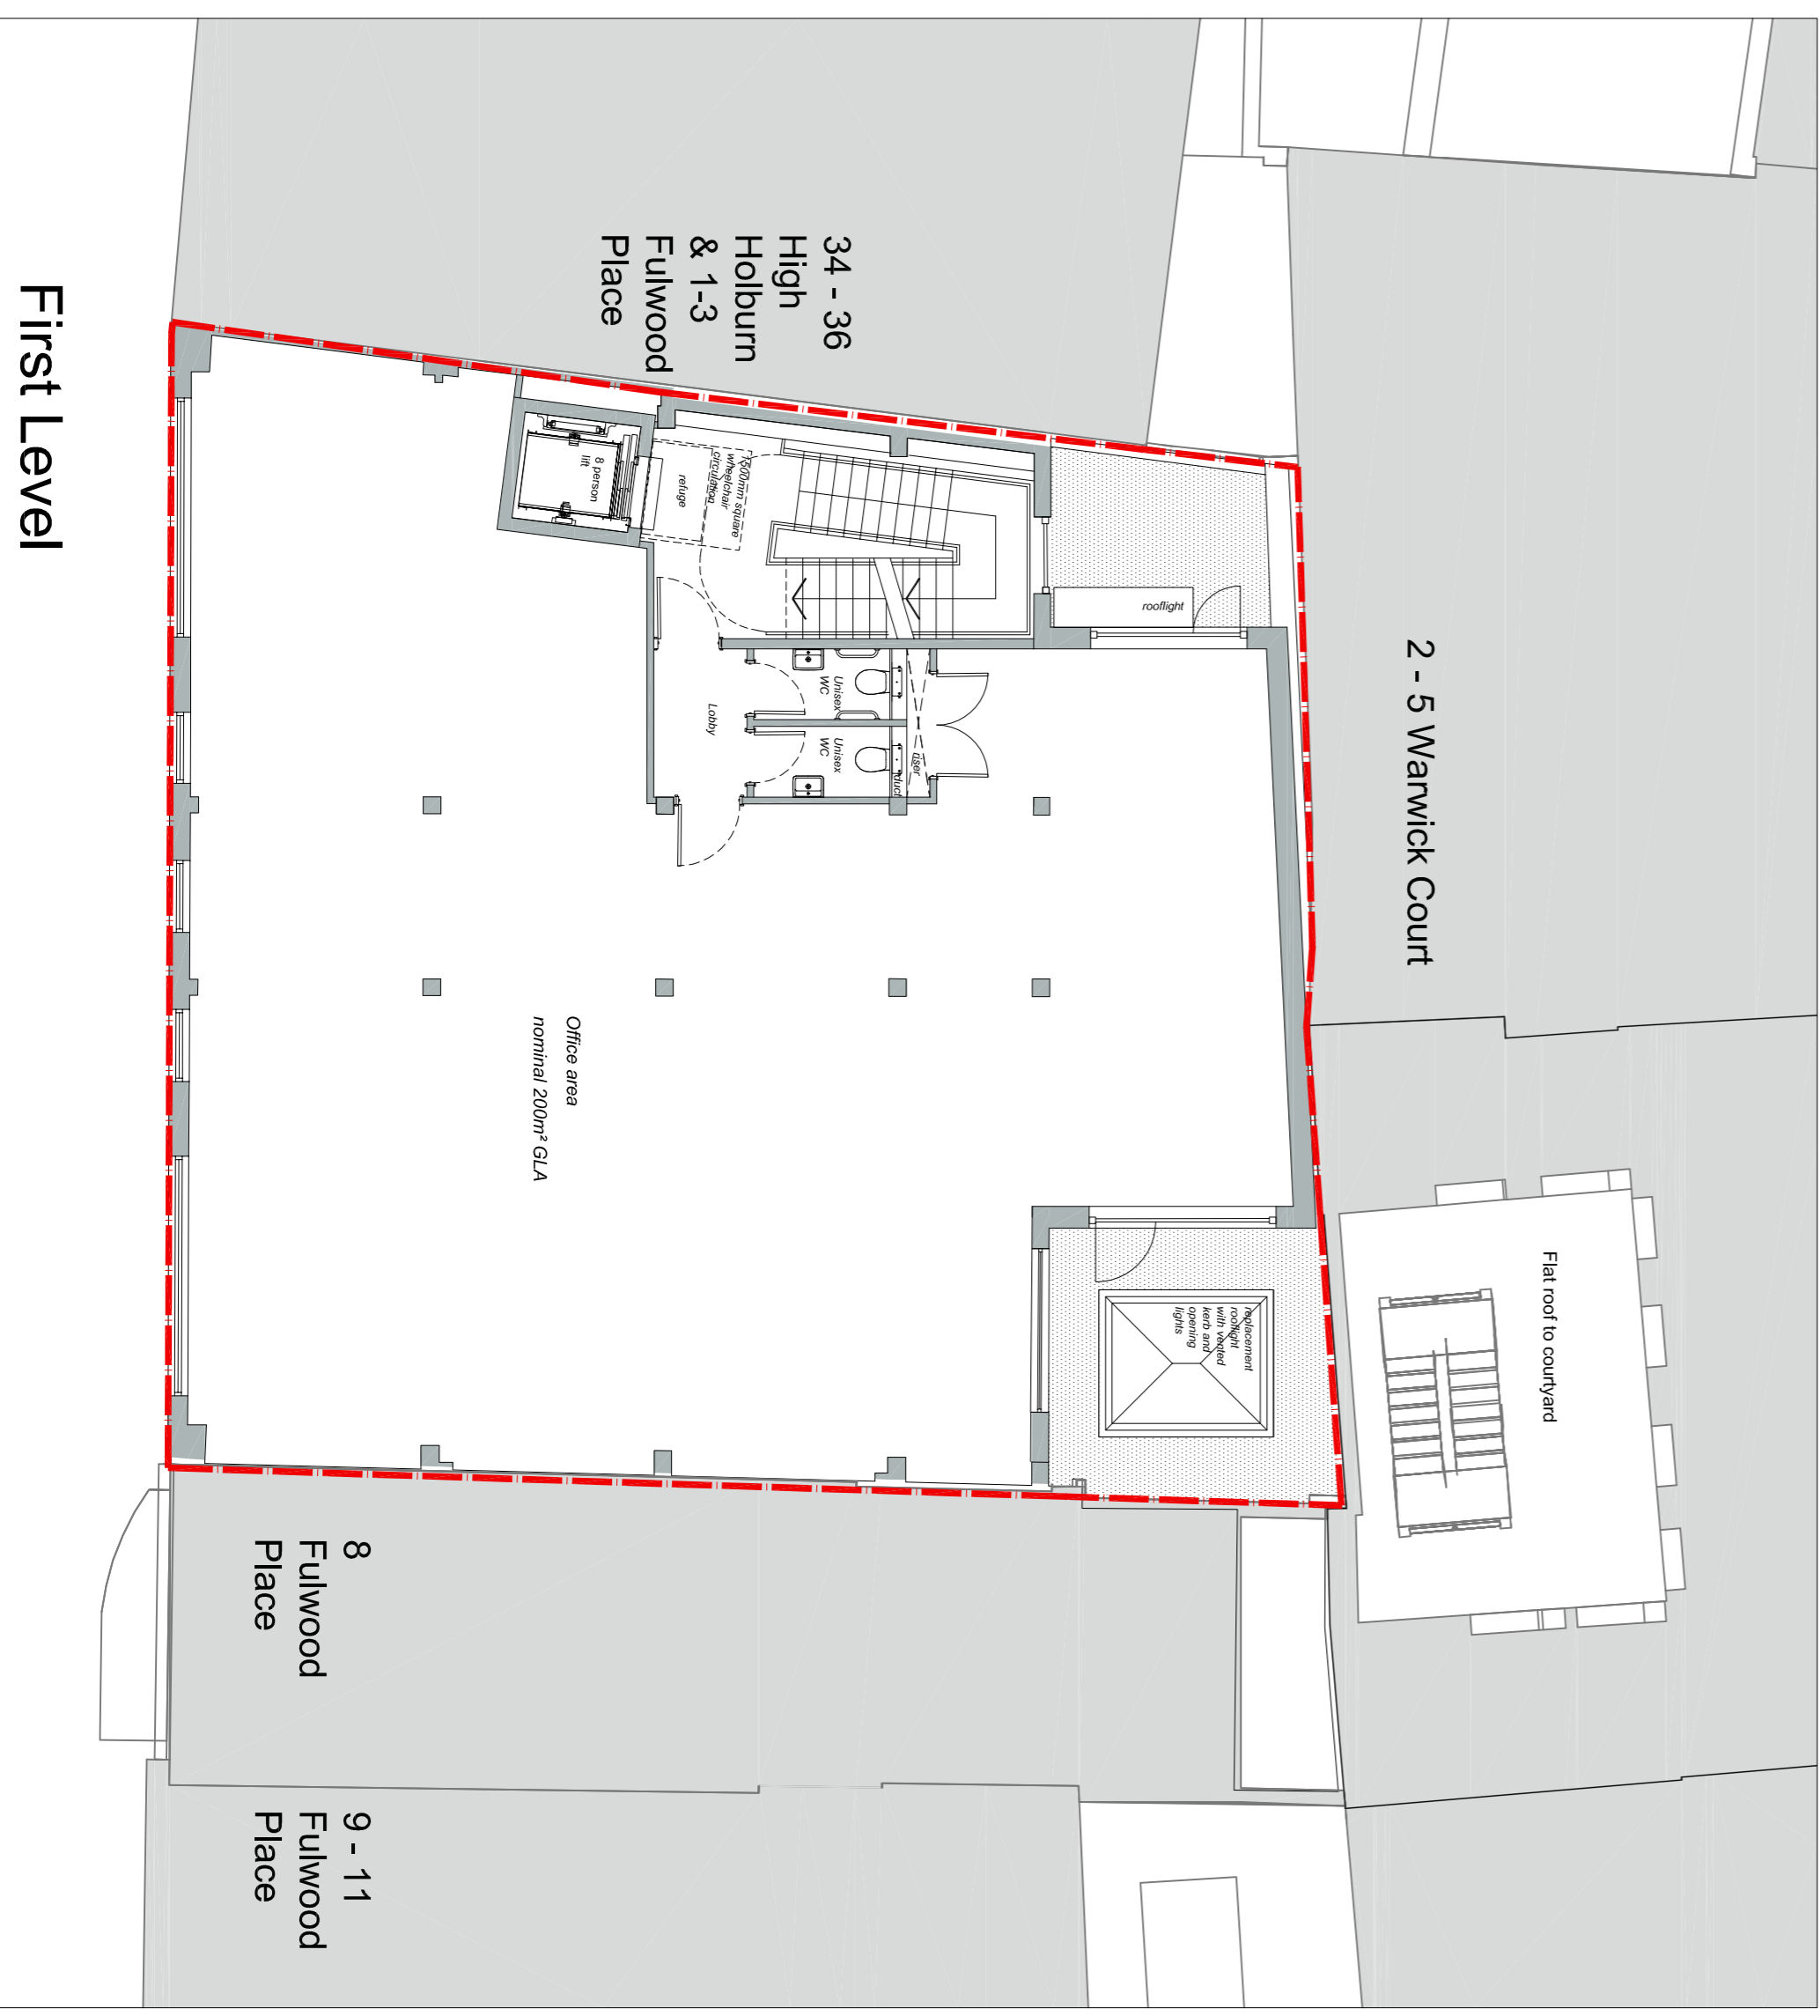 2 - 5 Warwick Court
Flat roof to courtyard
34 - 36
High
Holburn
& 1-3
Fulwood
Place
rooflight
replacement
rooflight
with vented
kerb and
opening
lights
1500mm square
wheelchair
circulation
refuge
8 person
lift
Unisex
WC
Unisex
WC
riser
duct
Lobby
Office area
nominal 200m² GLA
8
Fulwood
Place
9 - 11
Fulwood
Place
First Level